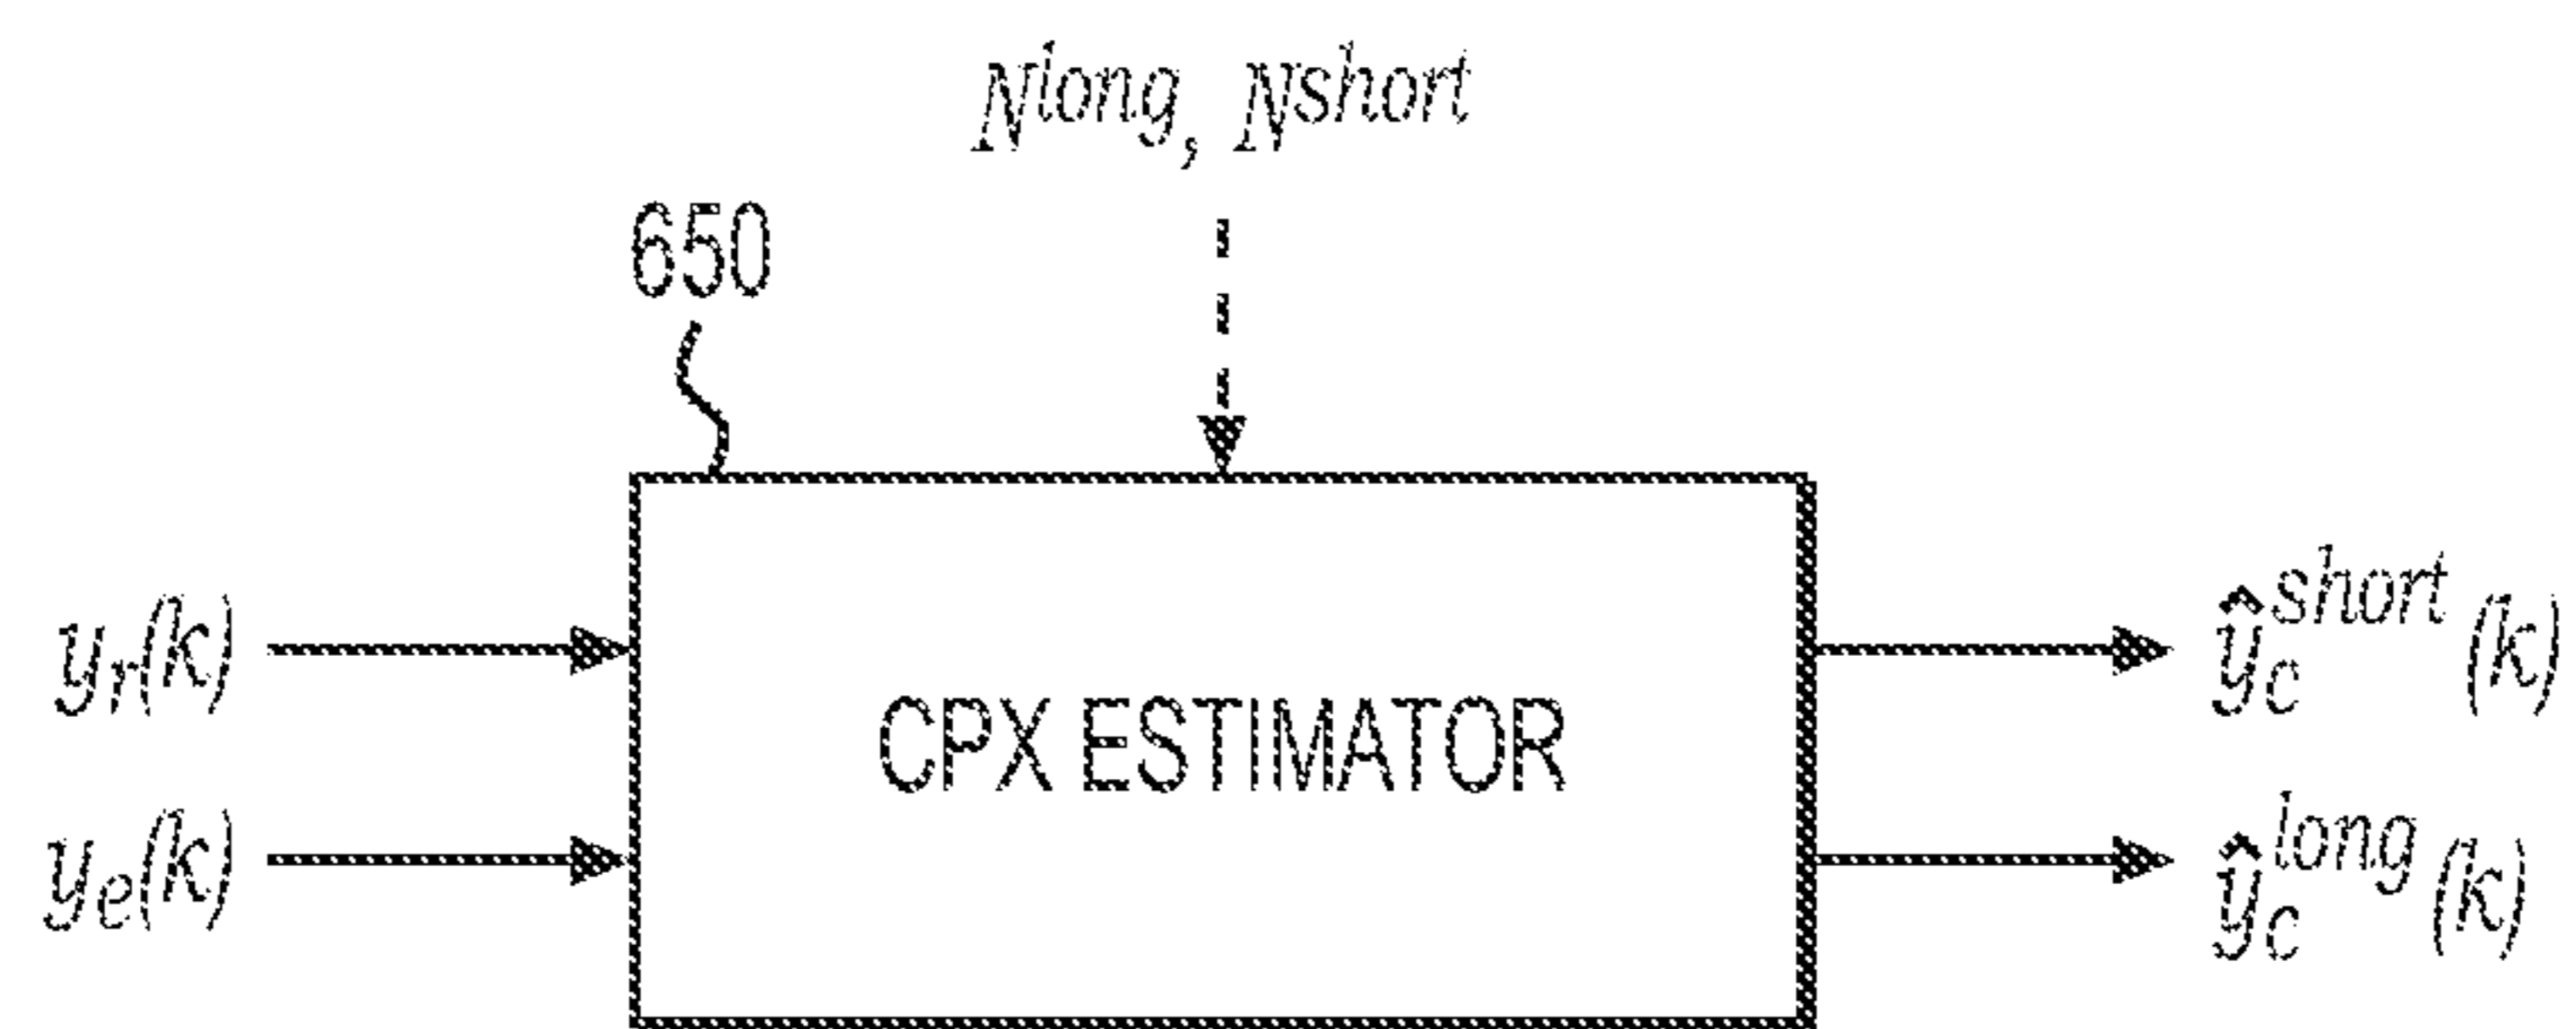 N^long, N^short
650
y_r(k)
y_e(k)
CPX ESTIMATOR
ŷ_c^short(k)
ŷ_c^long(k)